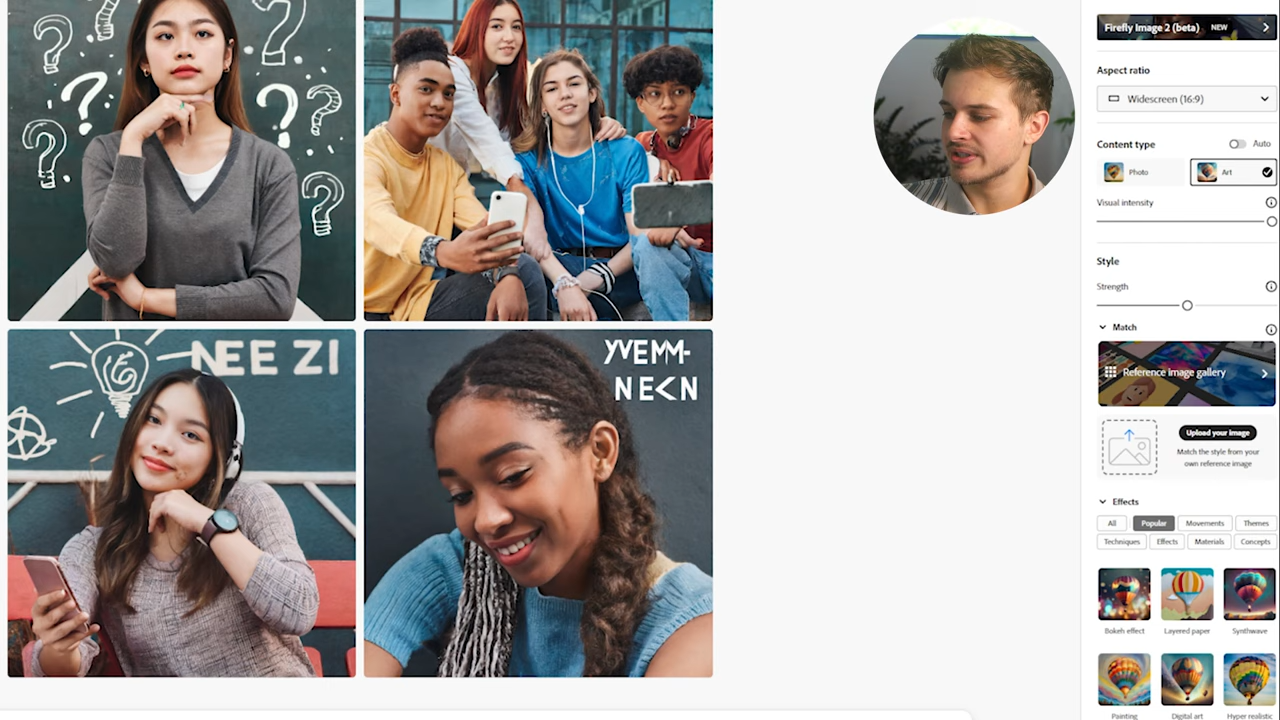 NEE ZI
YVEMM-
NE<N
Firefly Image 2 (beta) NEW
Aspect ratio
Widescreen (16:9)
Content type
Auto
Photo
Art
Visual intensity
Style
Strength
Match
Reference image gallery
Upload your image
Match the style from your
own reference image
Effects
All Popular Movements Themes
Techniques Effects Materials Concepts
Bokeh effect Layered paper Synthwave
Painting Digital art Hyper realistic